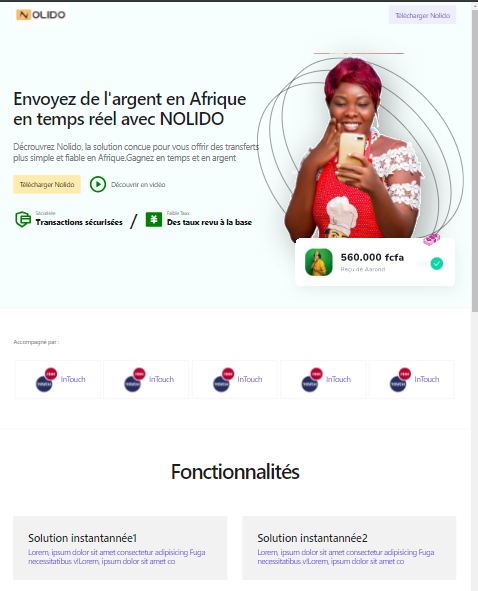 NOLIDO
Télécharger Nolido
Envoyez de l'argent en Afrique
en temps réel avec NOLIDO
Décrouvrez Nolido, la solution concue pour vous offrir des transferts
plus simple et fiable en Afrique.Gagnez en temps et en argent
Télécharger Nolido
Découvrir en vidéo
Sécurisée
Transactions sécurisées
/
Faible Taux
Des taux revu à la base
560.000 fcfa
Reçu de Aarond
Accompagné par :
InTouch
InTouch
InTouch
InTouch
InTouch
Fonctionnalités
Solution instantannée1
Lorem, ipsum dolor sit amet consectetur adipisicing Fuga
necessitatibus v!Lorem, ipsum dolor sit amet co
Solution instantannée2
Lorem, ipsum dolor sit amet consectetur adipisicing Fuga
necessitatibus v!Lorem, ipsum dolor sit amet co